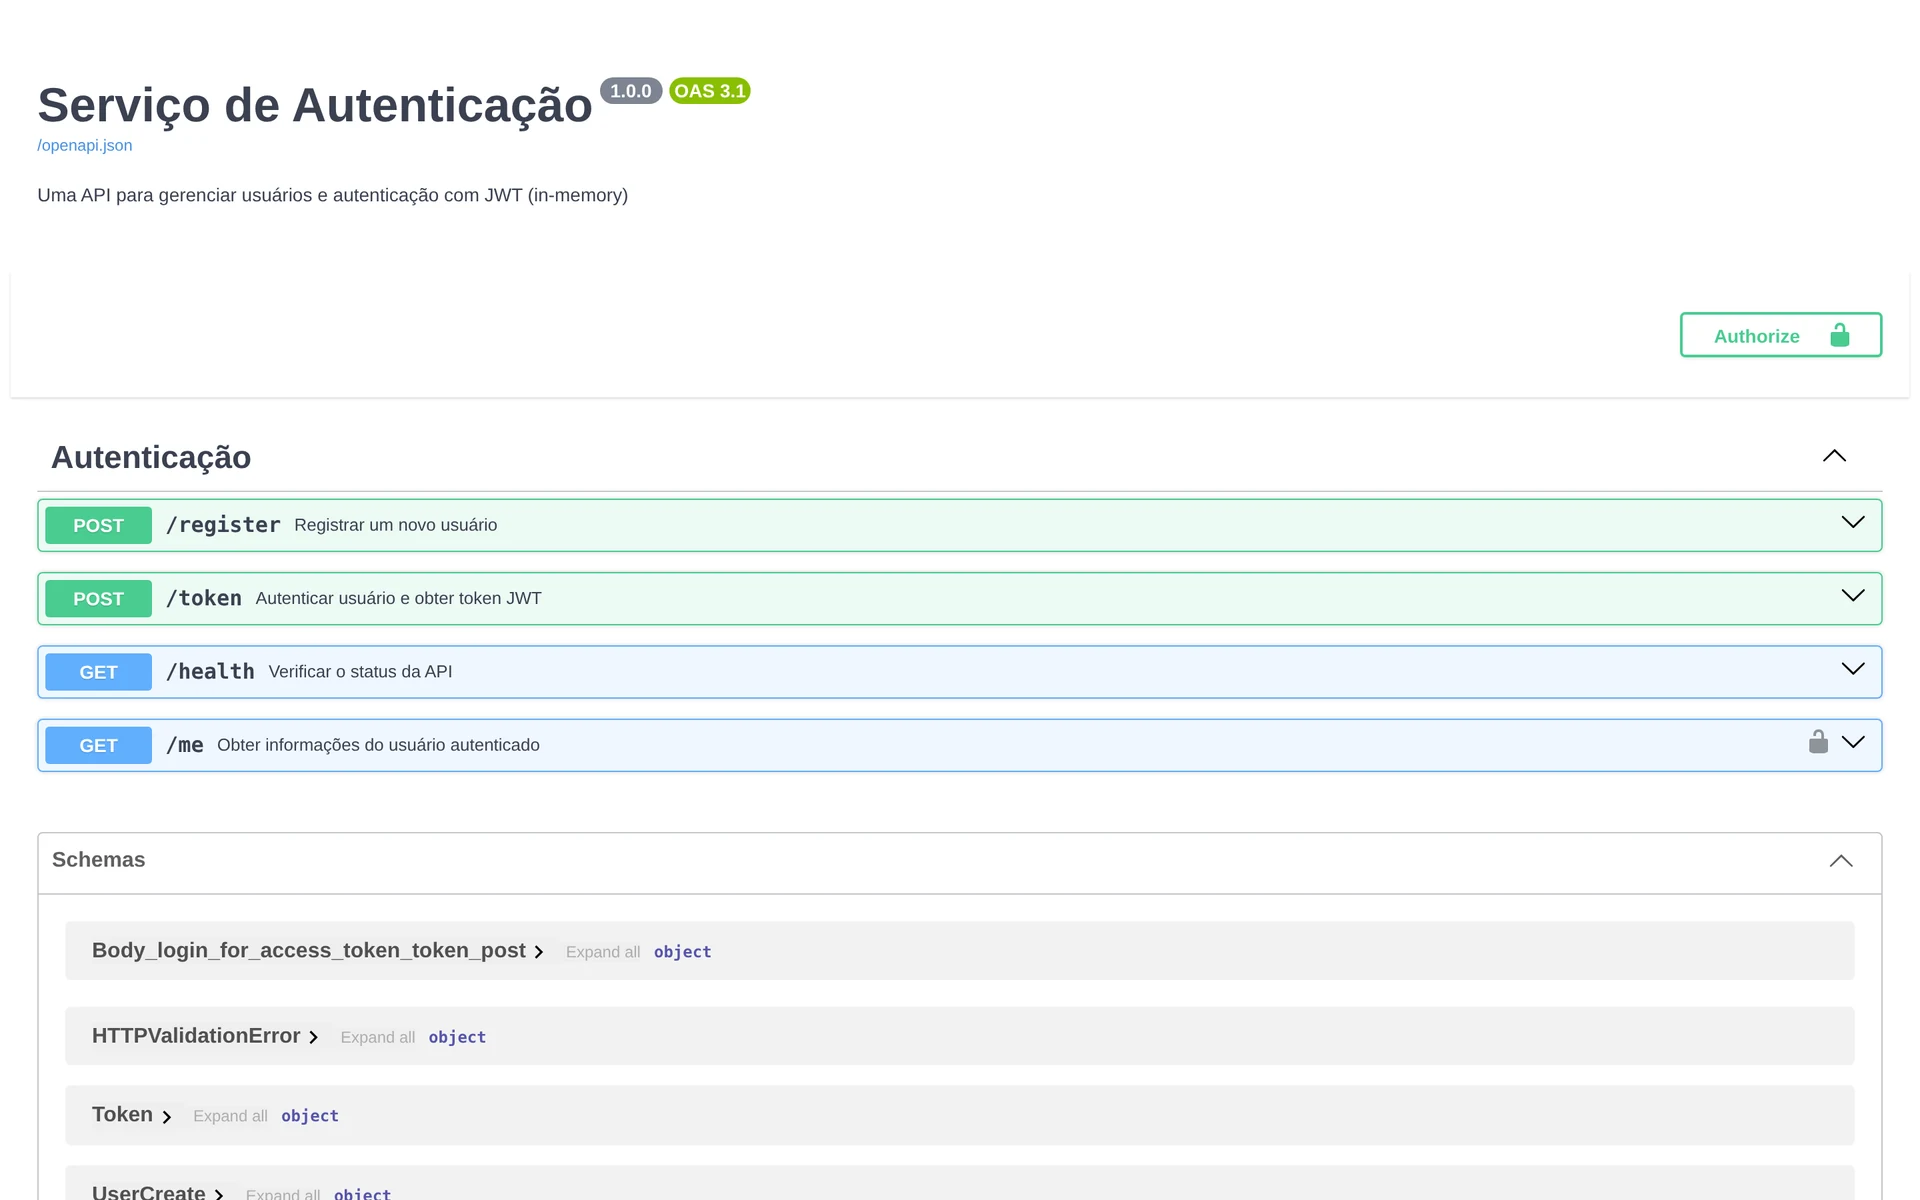 Serviço de Autenticação 1.0.0 OAS 3.1
/openapi.json
Uma API para gerenciar usuários e autenticação com JWT (in-memory)
Authorize
Autenticação
POST /register Registrar um novo usuário
POST /token Autenticar usuário e obter token JWT
GET /health Verificar o status da API
GET /me Obter informações do usuário autenticado
Schemas
Body_login_for_access_token_token_post Expand all object
HTTPValidationError Expand all object
Token Expand all object
UserCreate Expand all object